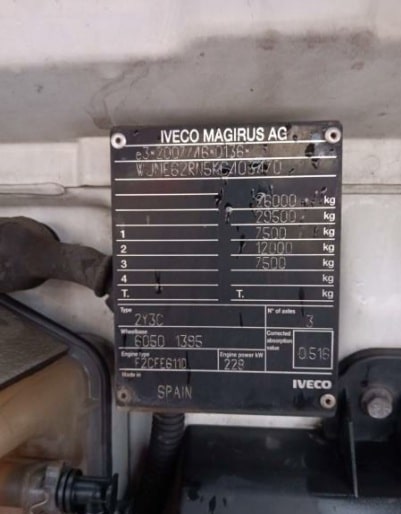 IVECO MAGIRUS AG
e3*2007/46*0136*
26000 kg
29500 kg
1 7500 kg
2 12000 kg
3 7500 kg
4 kg
T. T. kg
Type N° of axles
2Y3C 3
Wheelbase Corrected absorption value
6050 1395 0.516
Engine type Engine power kW
F2CFE611D 228
Made in IVECO
SPAIN